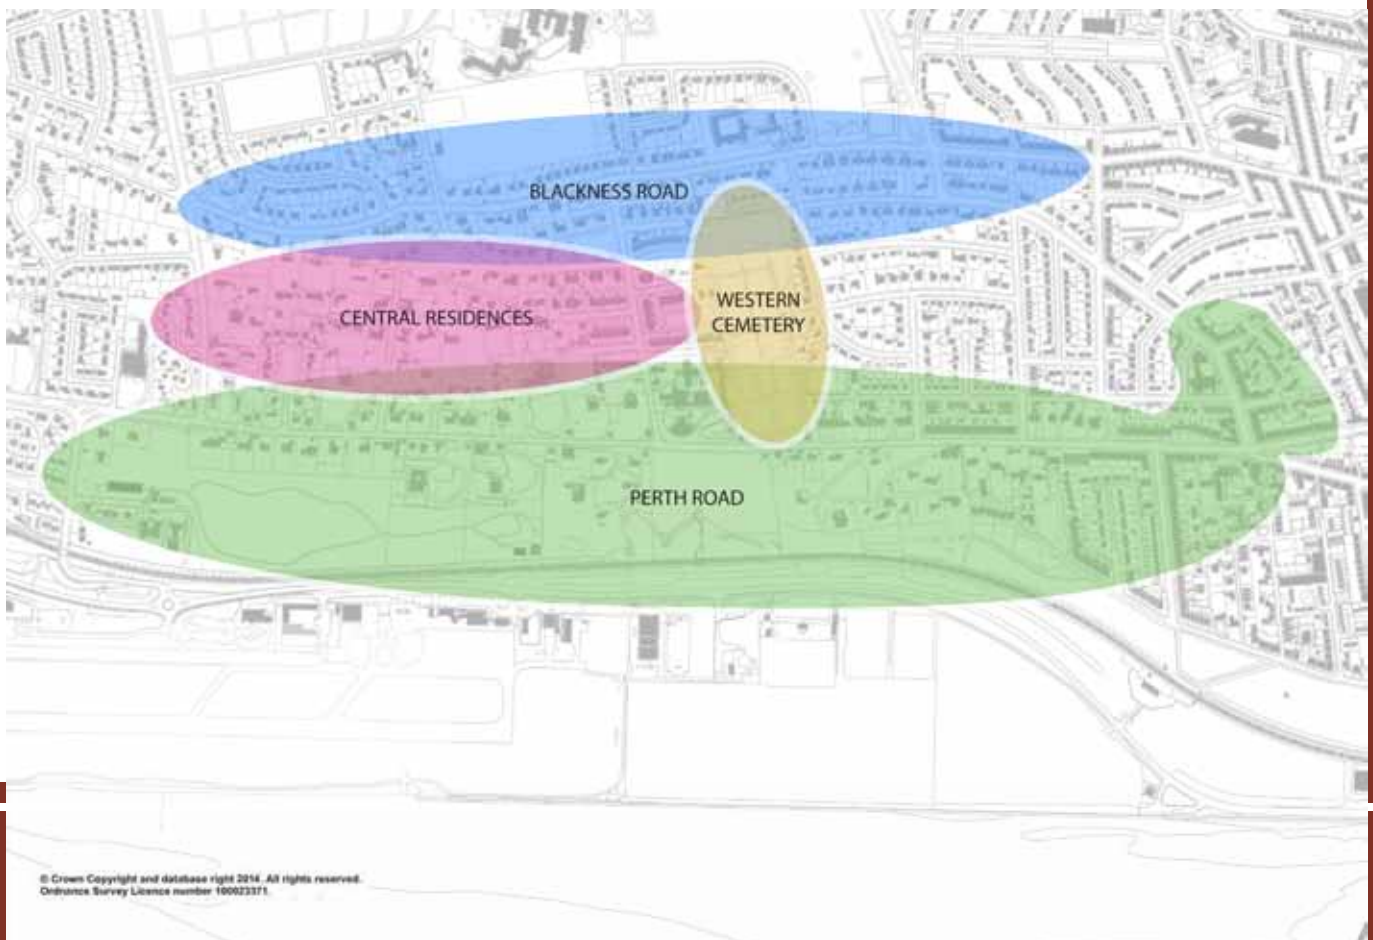 BLACKNESS ROAD
WESTERN
CEMETERY
CENTRAL RESIDENCES
PERTH ROAD
© Crown Copyright and database right 2014. All rights reserved.
Ordnance Survey Licence number 100023371.